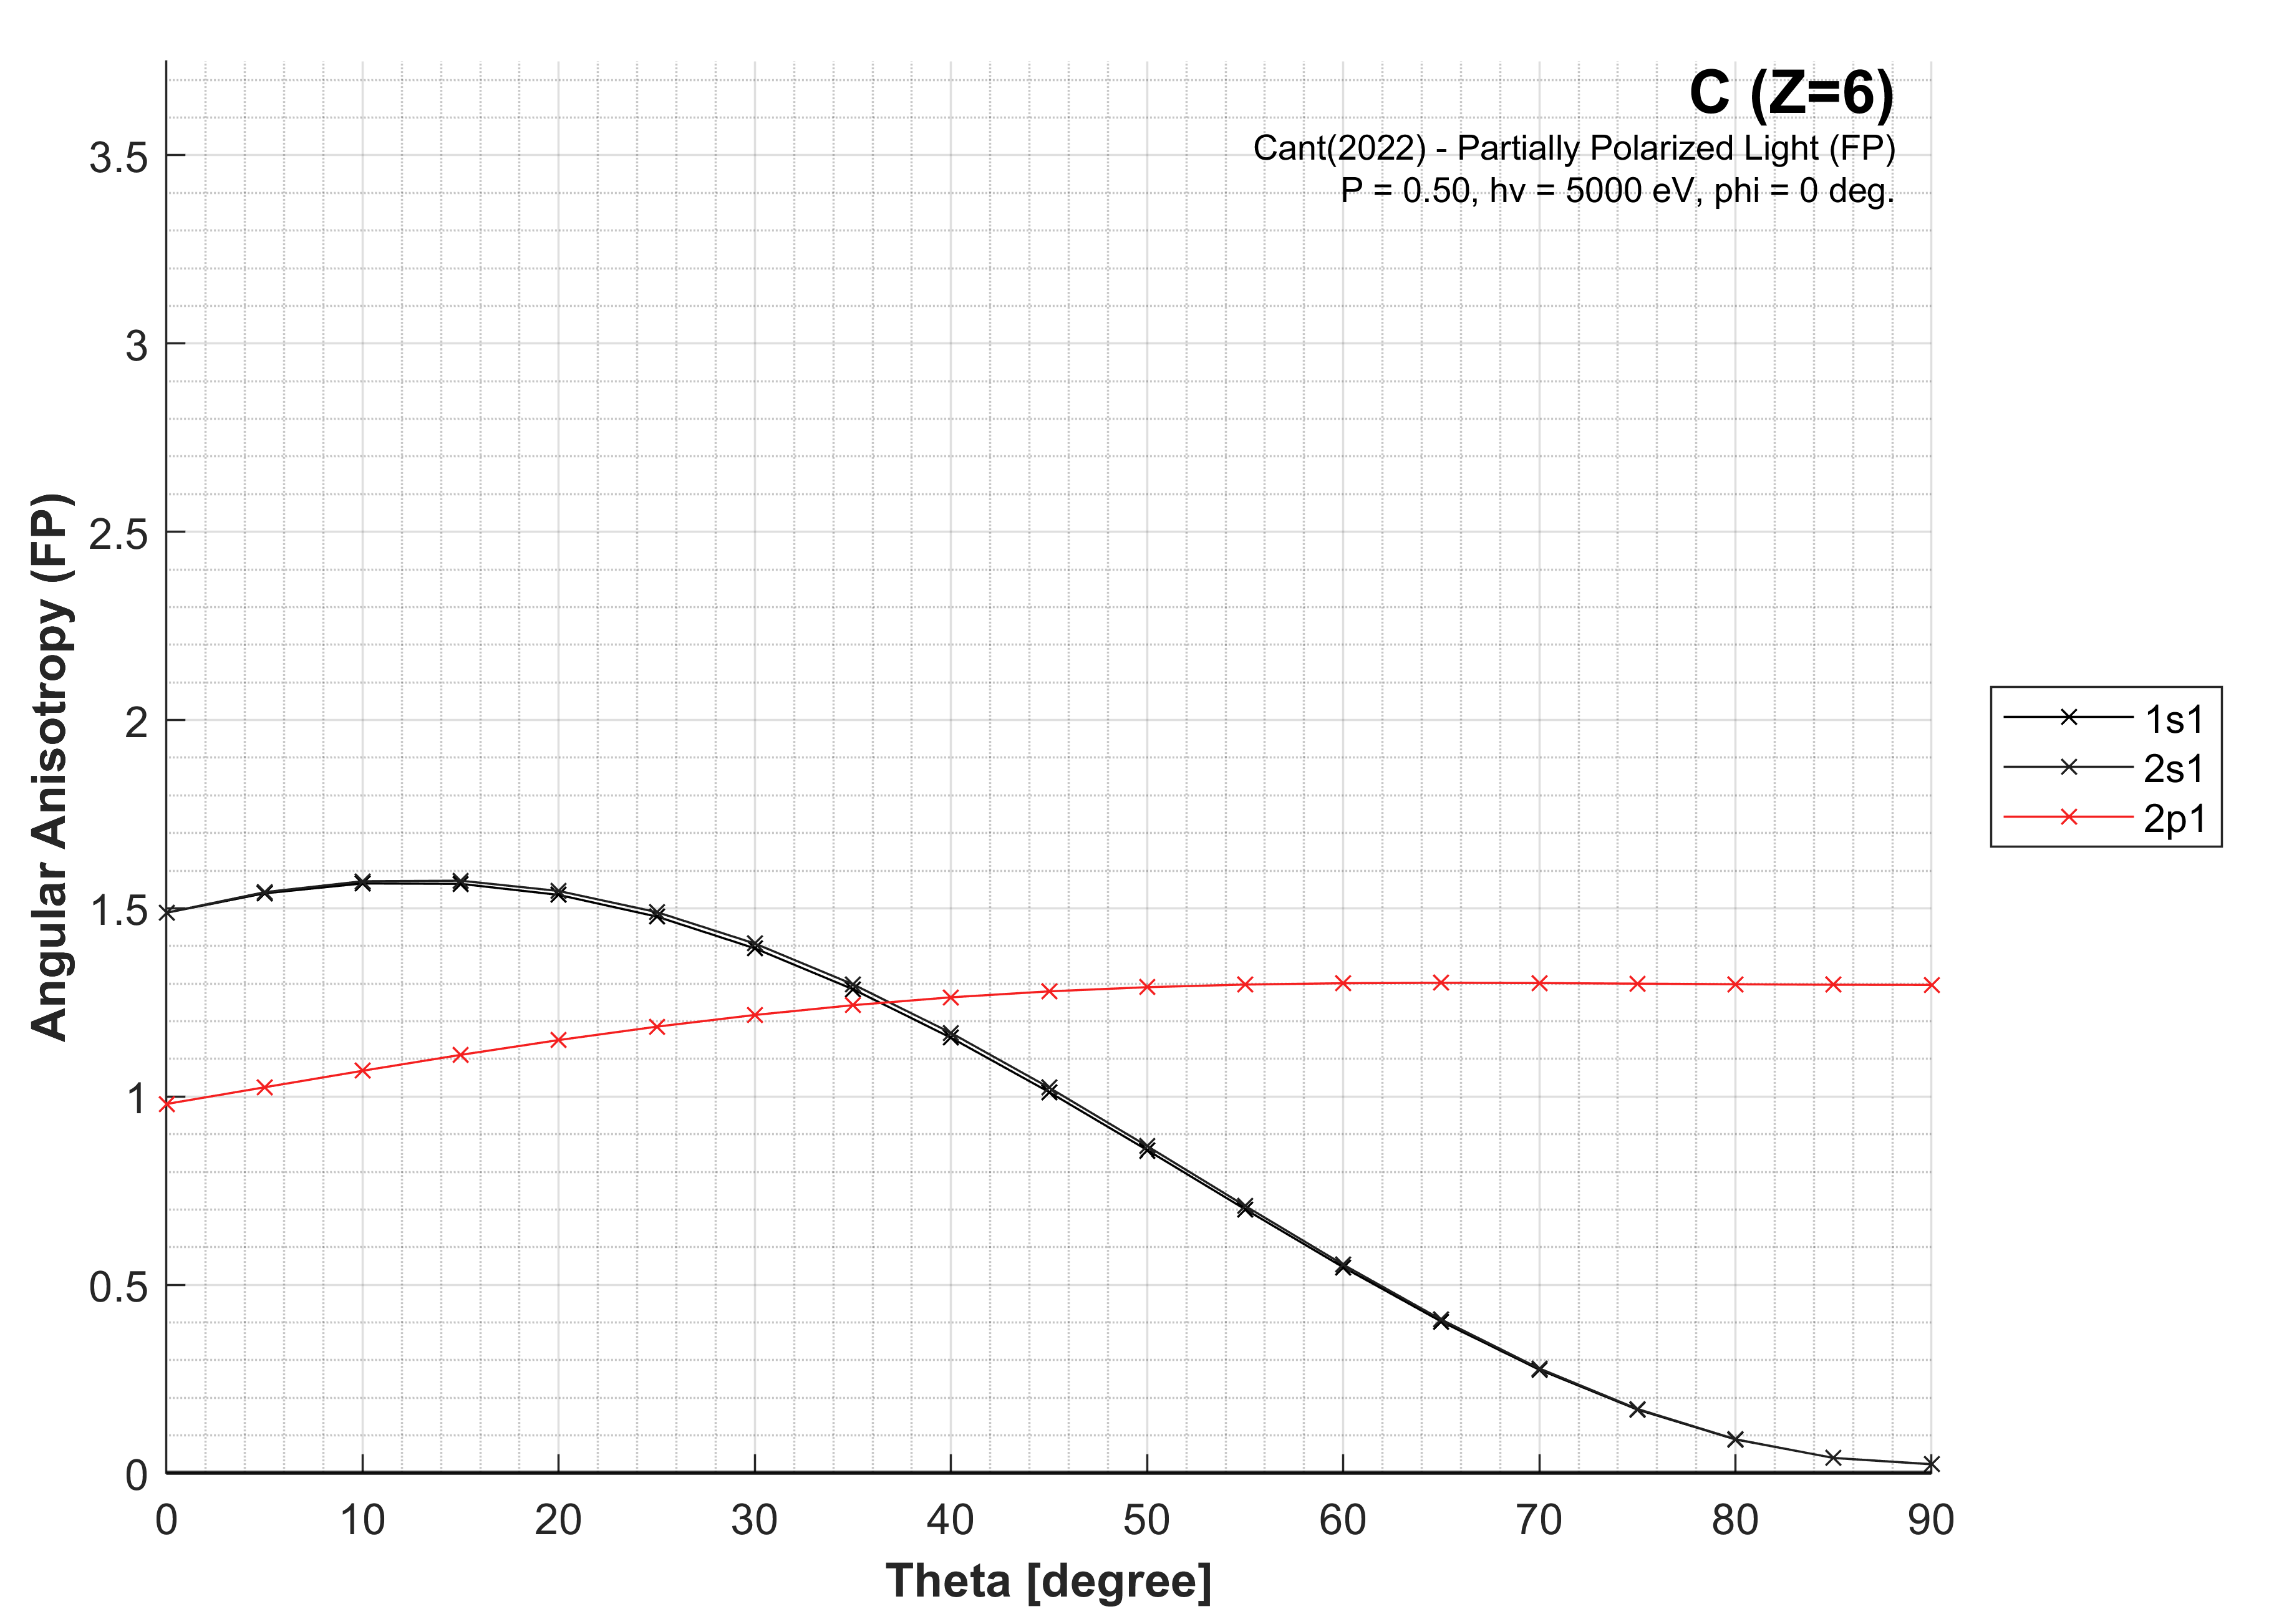 C (Z=6)
Cant(2022) - Partially Polarized Light (FP)
P = 0.50, hv = 5000 eV, phi = 0 deg.
Angular Anisotropy (FP)
3.5
3
2.5
2
1.5
1
0.5
0
0 10 20 30 40 50 60 70 80 90
Theta [degree]
1s1
2s1
2p1